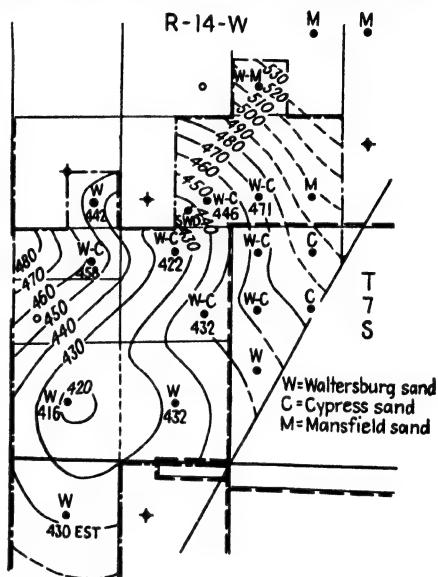 R-14-W
M M
W-M
530
520
510
500
490
480
470
460
450
440
430
W
442
SWD
W-C
446
W-C
471
M
W-C
458
W-C
422
W-C
C
480
470
460
450
440
430
W-C
432
W-C
C
T
7
S
W
W=Waltersburg sand
C=Cypress sand
M=Mansfield sand
420
W
416
W
432
W
430 EST